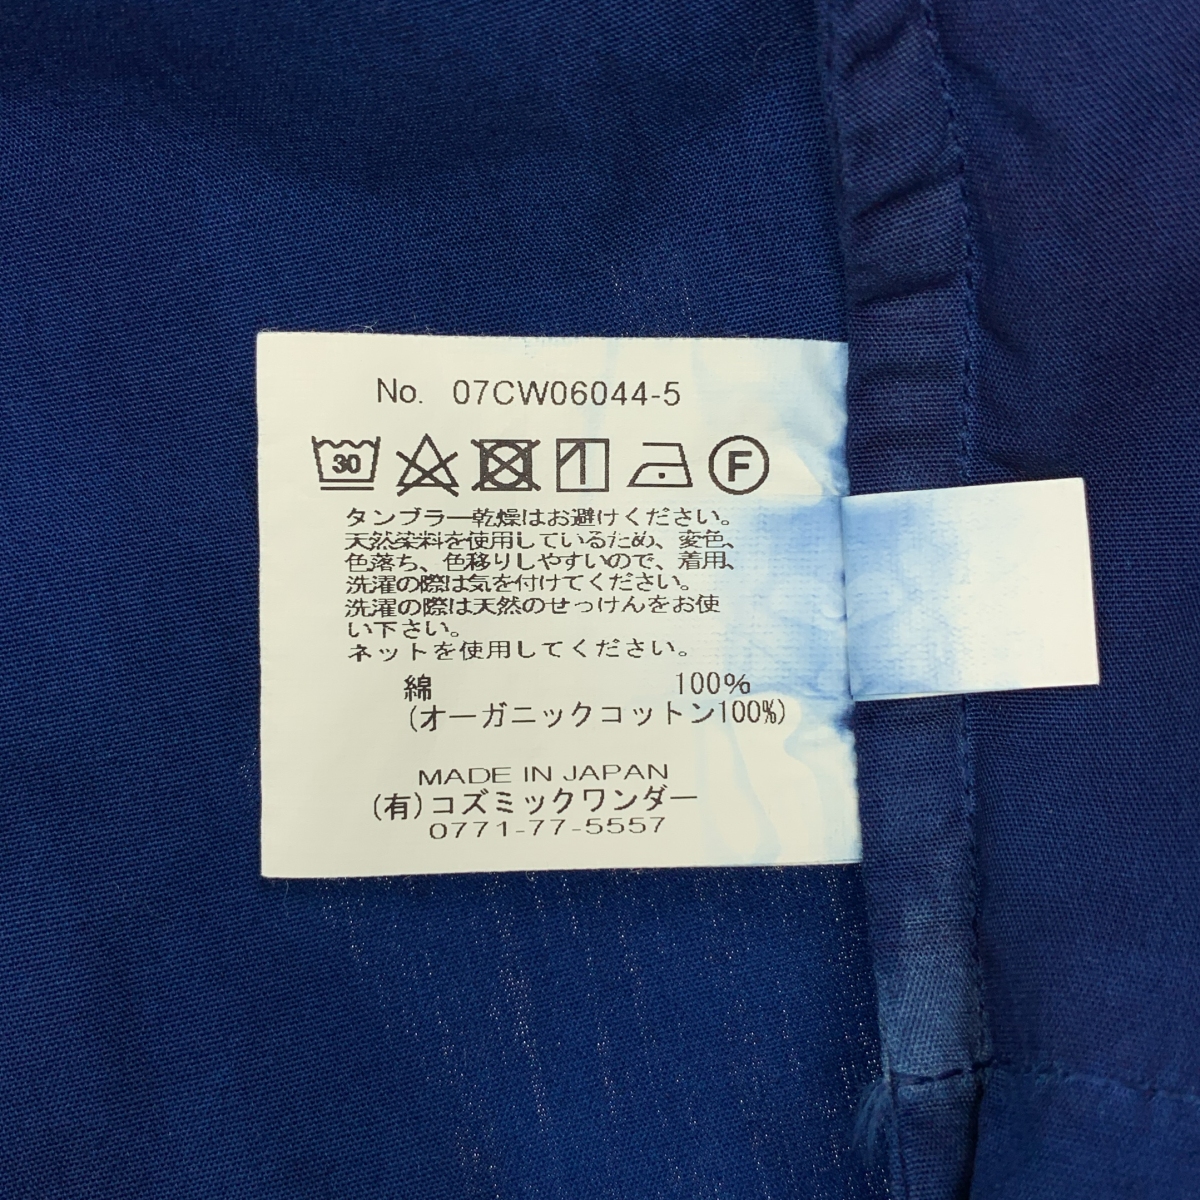 No. 07CW06044-5
30 F
タンブラー乾燥はお避けください。
天然染料を使用しているため、変色、
色落ち、色移りしやすいので、着用、
洗濯の際は気を付けてください。
洗濯の際は天然のせっけんをお使
い下さい。
ネットを使用してください。
綿 100%
(オーガニックコットン100%)
MADE IN JAPAN
(有)コズミックワンダー
0771-77-5557